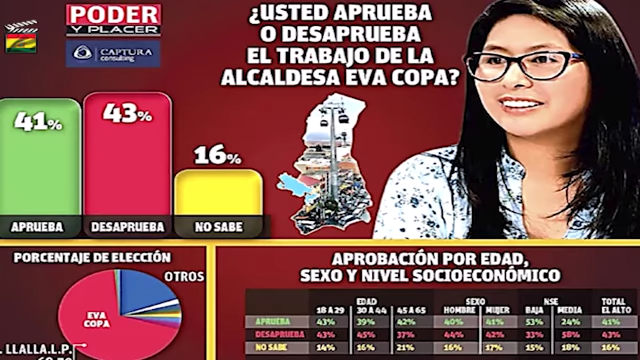 PODER
Y PLACER
CAPTURA
consulting
¿USTED APRUEBA
O DESAPRUEBA
EL TRABAJO DE LA
ALCALDESA EVA COPA?
41%
43%
16%
APRUEBA
DESAPRUEBA
NO SABE
PORCENTAJE DE ELECCIÓN
OTROS
EVA
COPA
LLALLA.L.P.
APROBACIÓN POR EDAD,
SEXO Y NIVEL SOCIOECONÓMICO
EDAD SEXO NSE TOTAL
18 A 29 30 A 44 45 A 65 HOMBRE MUJER BAJA MEDIA EL ALTO
APRUEBA 43% 39% 42% 40% 41% 53% 24% 41%
DESAPRUEBA 43% 45% 37% 44% 42% 33% 58% 43%
NO SABE 14% 16% 21% 16% 17% 15% 18% 16%